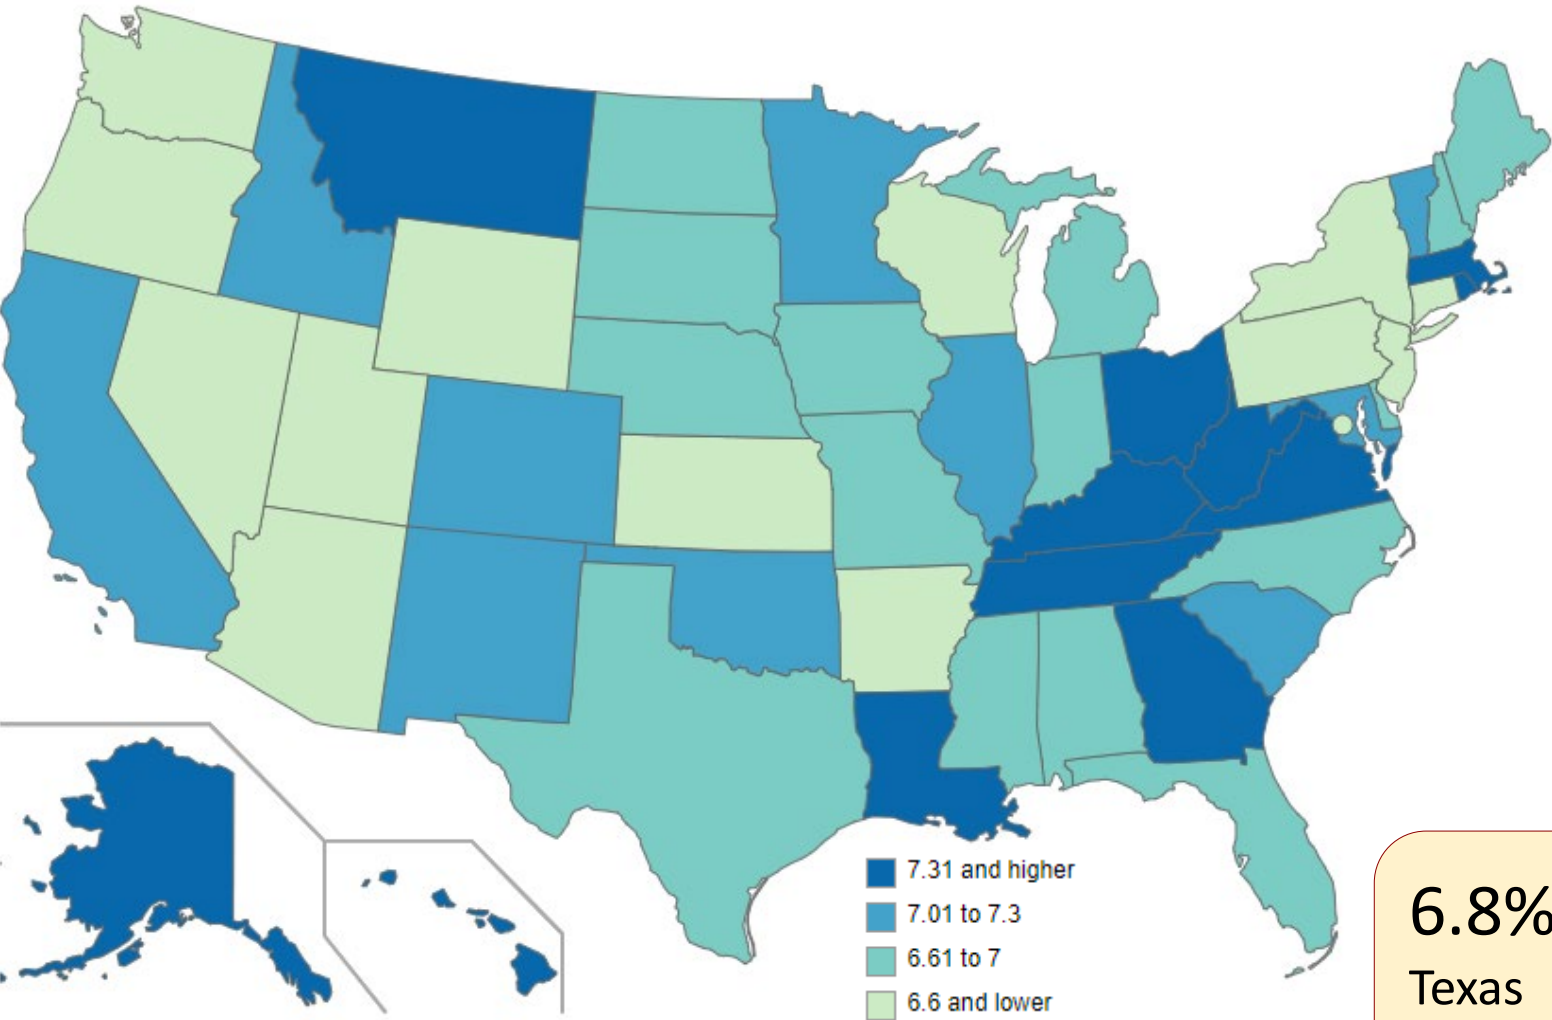 7.31 and higher
7.01 to 7.3
6.61 to 7
6.6 and lower
6.8%
Texas